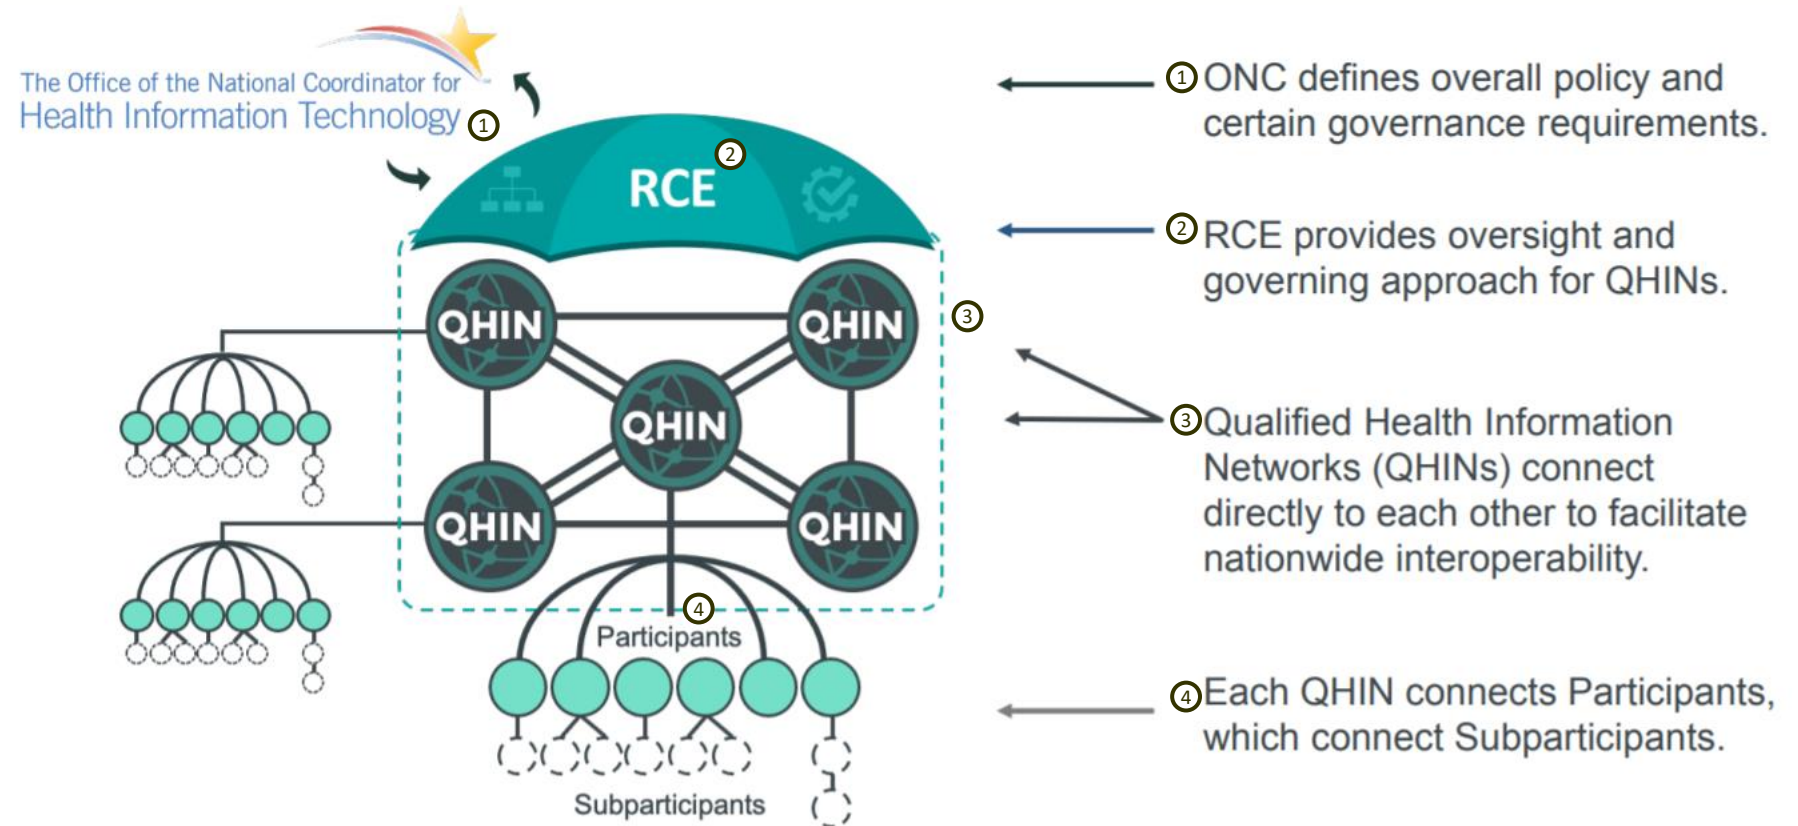 The Office of the National Coordinator for
Health Information Technology
1
2
RCE
QHIN
QHIN
3
QHIN
QHIN
QHIN
4
Participants
Subparticipants
1 ONC defines overall policy and
certain governance requirements.
2 RCE provides oversight and
governing approach for QHINs.
3 Qualified Health Information
Networks (QHINs) connect
directly to each other to facilitate
nationwide interoperability.
4 Each QHIN connects Participants,
which connect Subparticipants.